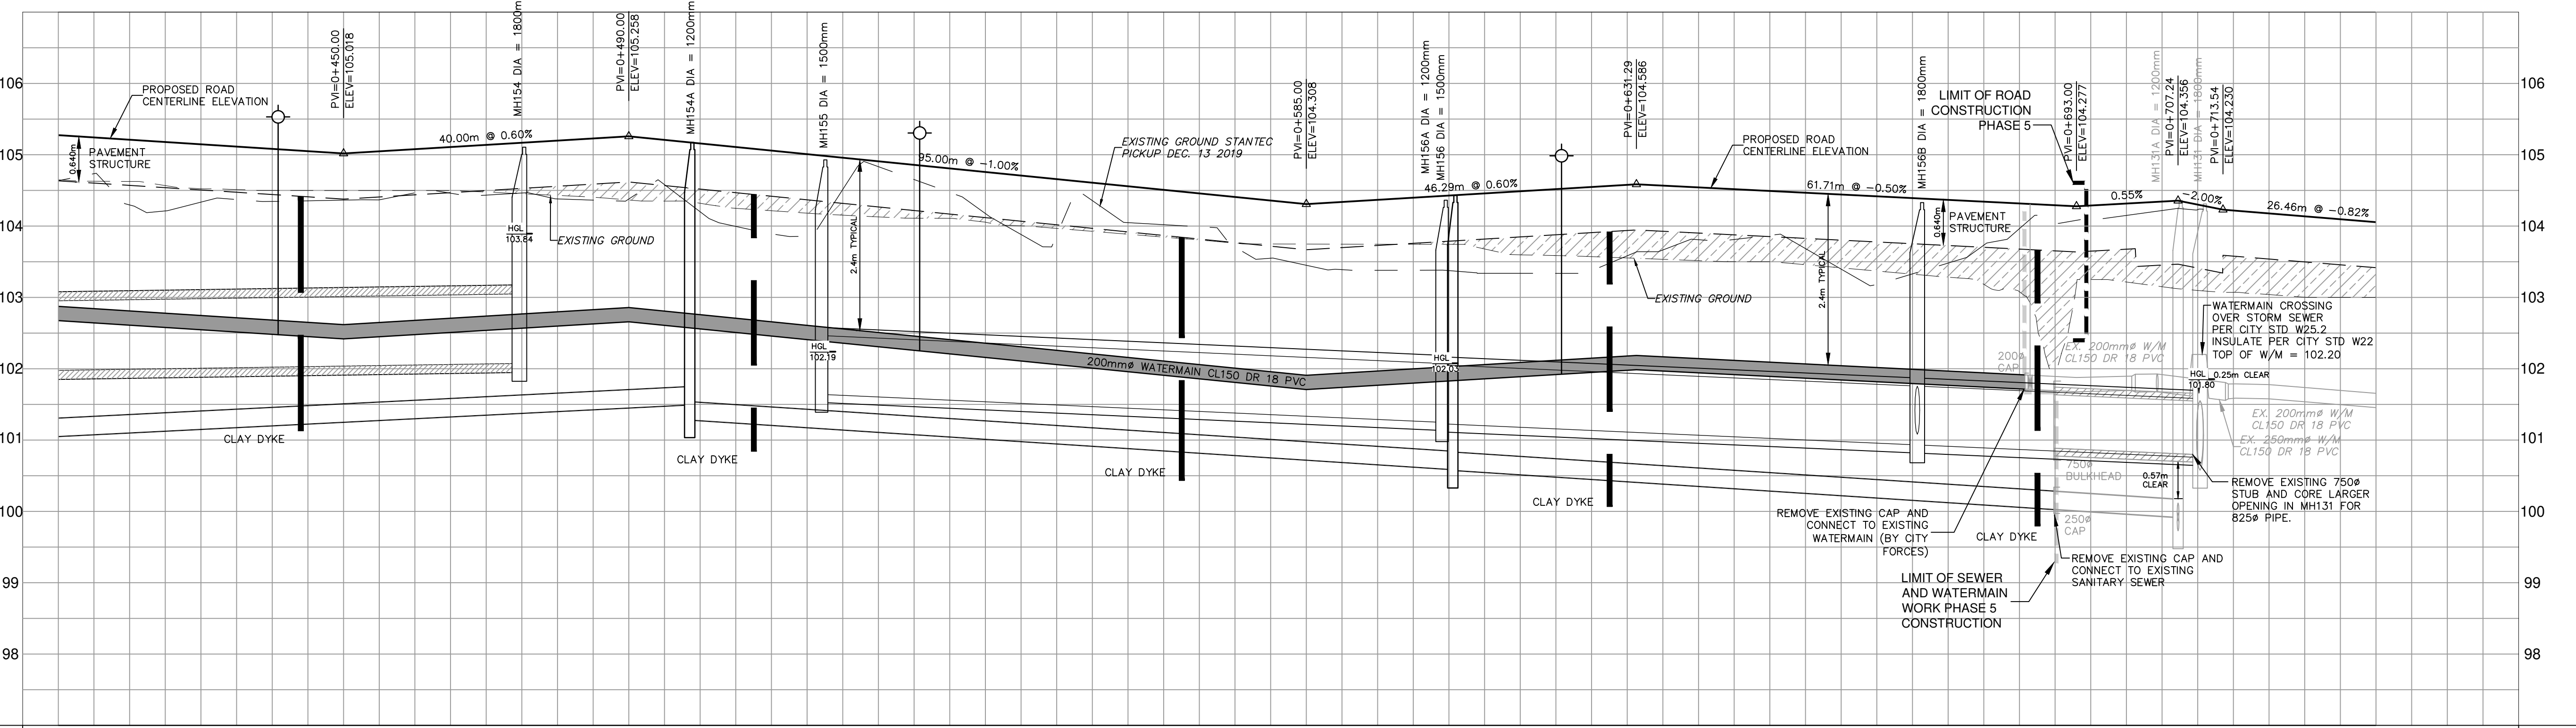 106
105
104
103
102
101
100
99
98
PROPOSED ROAD
CENTERLINE ELEVATION
0.640m
PAVEMENT
STRUCTURE
PVI=0+450.00
ELEV=105.018
40.00m @ 0.60%
MH154 DIA = 1800mm
HGL
103.84
EXISTING GROUND
PVI=0+490.00
ELEV=105.258
MH154A DIA = 1200mm
MH155 DIA = 1500mm
HGL
102.19
2.4m TYPICAL
95.00m @ -1.00%
EXISTING GROUND STANTEC
PICKUP DEC. 13 2019
200mmø WATERMAIN CL150 DR 18 PVC
PVI=0+585.00
ELEV=104.308
MH156A DIA = 1200mm
MH156 DIA = 1500mm
46.29m @ 0.60%
HGL
102.03
PVI=0+631.29
ELEV=104.586
EXISTING GROUND
PROPOSED ROAD
CENTERLINE ELEVATION
2.4m TYPICAL
61.71m @ -0.50%
MH156B DIA = 1800mm
0.640m
PAVEMENT
STRUCTURE
LIMIT OF ROAD
CONSTRUCTION
PHASE 5
PVI=0+693.00
ELEV=104.277
0.55%
MH131A DIA = 1200mm
PVI=0+707.24
ELEV=104.356
MH131 DIA = 1800mm
PVI=0+713.54
ELEV=104.230
-2.00%
26.46m @ -0.82%
WATERMAIN CROSSING
OVER STORM SEWER
PER CITY STD W25.2
INSULATE PER CITY STD W22
TOP OF W/M = 102.20
200ø
CAP
EX. 200mmø W/M
CL150 DR 18 PVC
HGL
101.80
0.25m CLEAR
EX. 200mmø W/M
CL150 DR 18 PVC
EX. 250mmø W/M
CL150 DR 18 PVC
CLAY DYKE
CLAY DYKE
CLAY DYKE
CLAY DYKE
CLAY DYKE
750ø
BULKHEAD
0.57m
CLEAR
250ø
CAP
REMOVE EXISTING 750ø
STUB AND CORE LARGER
OPENING IN MH131 FOR
825ø PIPE.
REMOVE EXISTING CAP AND
CONNECT TO EXISTING
WATERMAIN (BY CITY
FORCES)
REMOVE EXISTING CAP AND
CONNECT TO EXISTING
SANITARY SEWER
LIMIT OF SEWER
AND WATERMAIN
WORK PHASE 5
CONSTRUCTION
106
105
104
103
102
101
100
99
98